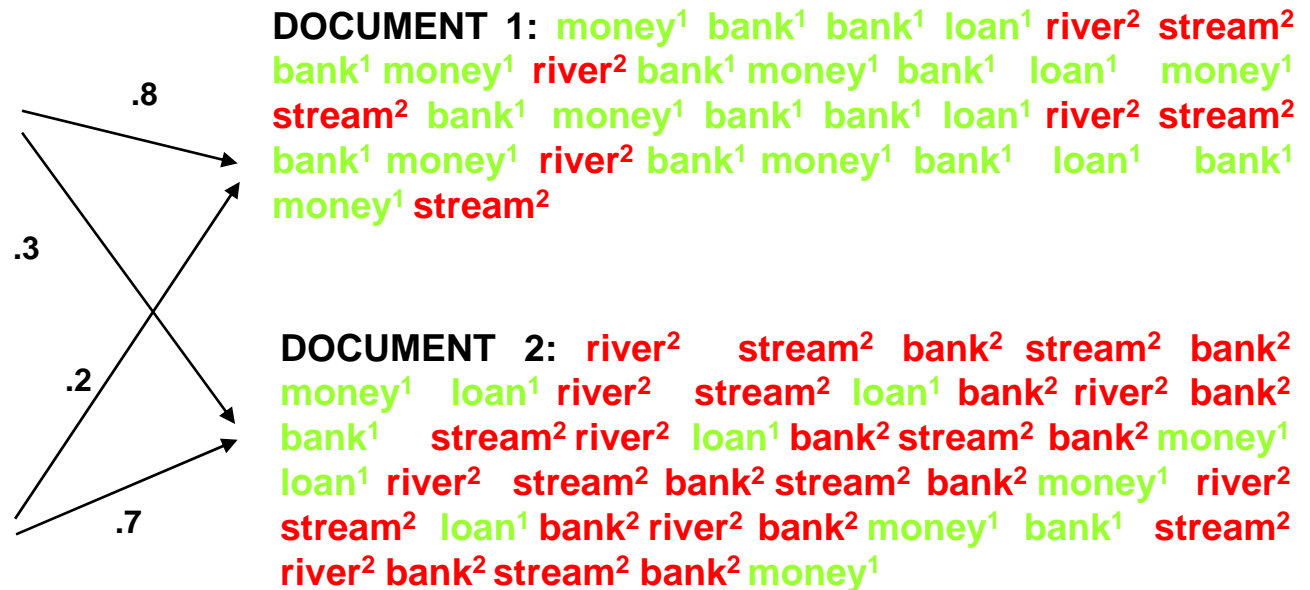 DOCUMENT 1: money¹ bank¹ bank¹ loan¹ river² stream²
bank¹ money¹ river² bank¹ money¹ bank¹ loan¹ money¹
stream² bank¹ money¹ bank¹ bank¹ loan¹ river² stream²
bank¹ money¹ river² bank¹ money¹ bank¹ loan¹ bank¹
money¹ stream²
.8
.3
.2
.7
DOCUMENT 2: river² stream² bank² stream² bank²
money¹ loan¹ river² stream² loan¹ bank² river² bank²
bank¹ stream² river² loan¹ bank² stream² bank² money¹
loan¹ river² stream² bank² stream² bank² money¹ river²
stream² loan¹ bank² river² bank² money¹ bank¹ stream²
river² bank² stream² bank² money¹